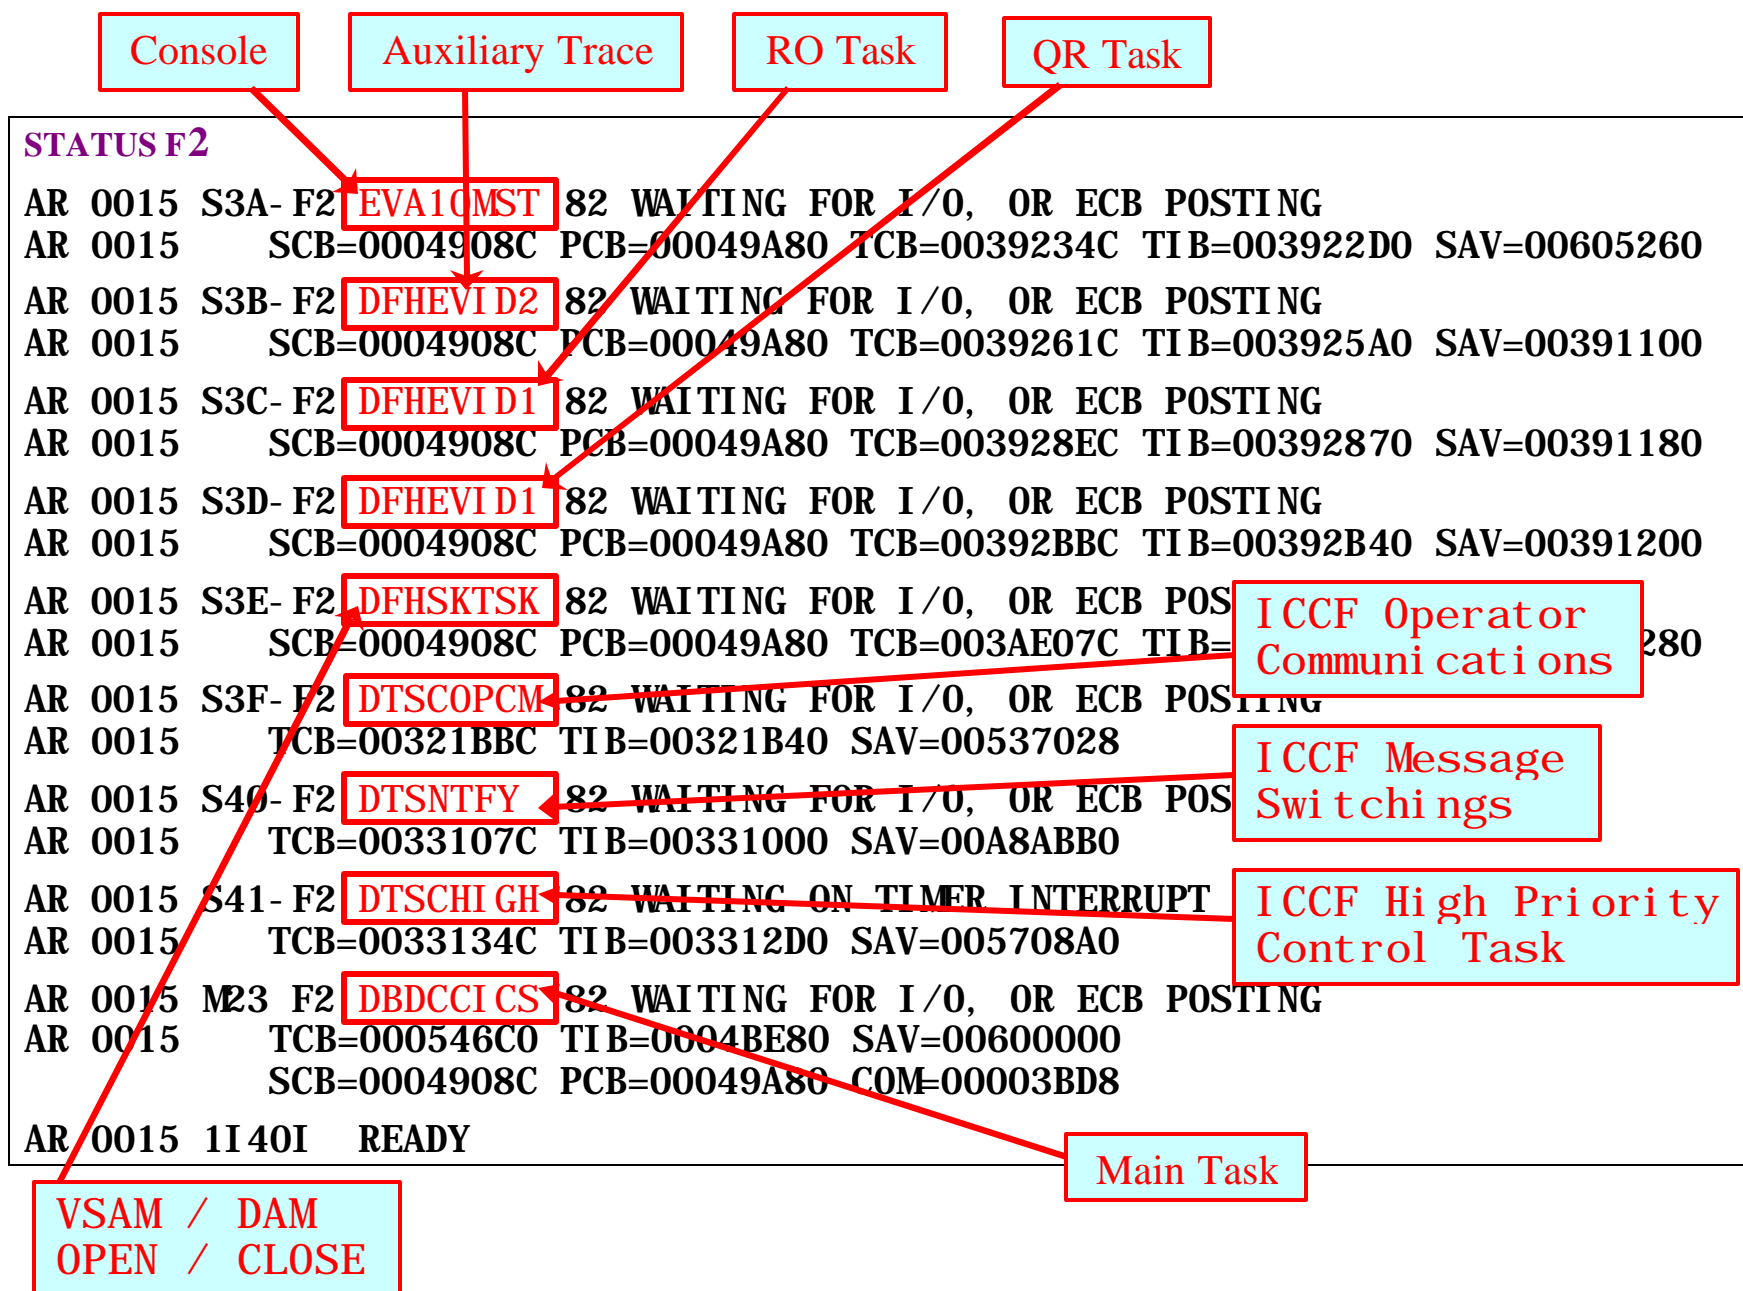 Console Auxiliary Trace RO Task QR Task
STATUS F2
AR 0015 S3A-F2 EVA10MST 82 WAITING FOR I/O, OR ECB POSTING
AR 0015 SCB=0004908C PCB=00049A80 TCB=0039234C TIB=003922D0 SAV=00605260
AR 0015 S3B-F2 DFHEVID2 82 WAITING FOR I/O, OR ECB POSTING
AR 0015 SCB=0004908C PCB=00049A80 TCB=0039261C TIB=003925A0 SAV=00391100
AR 0015 S3C-F2 DFHEVID1 82 WAITING FOR I/O, OR ECB POSTING
AR 0015 SCB=0004908C PCB=00049A80 TCB=003928EC TIB=00392870 SAV=00391180
AR 0015 S3D-F2 DFHEVID1 82 WAITING FOR I/O, OR ECB POSTING
AR 0015 SCB=0004908C PCB=00049A80 TCB=00392BBC TIB=00392B40 SAV=00391200
AR 0015 S3E-F2 DFHSKTSK 82 WAITING FOR I/O, OR ECB POS
AR 0015 SCB=0004908C PCB=00049A80 TCB=003AE07C TIB= 280
ICCF Operator
Communications
AR 0015 S3F-F2 DTSCOPCM 82 WAITING FOR I/O, OR ECB POSTING
AR 0015 TCB=00321BBC TIB=00321B40 SAV=00537028
ICCF Message
Switchings
AR 0015 S40-F2 DTSNTFY 82 WAITING FOR I/O, OR ECB POS
AR 0015 TCB=0033107C TIB=00331000 SAV=00A8ABB0
AR 0015 S41-F2 DTSCHIGH 82 WAITING ON TIMER INTERRUPT
AR 0015 TCB=0033134C TIB=003312D0 SAV=005708A0
ICCF High Priority
Control Task
AR 0015 M23 F2 DBDCCICS 82 WAITING FOR I/O, OR ECB POSTING
AR 0015 TCB=000546C0 TIB=0004BE80 SAV=00600000
SCB=0004908C PCB=00049A80 COM=00003BD8
AR 0015 1I40I READY
Main Task
VSAM / DAM
OPEN / CLOSE